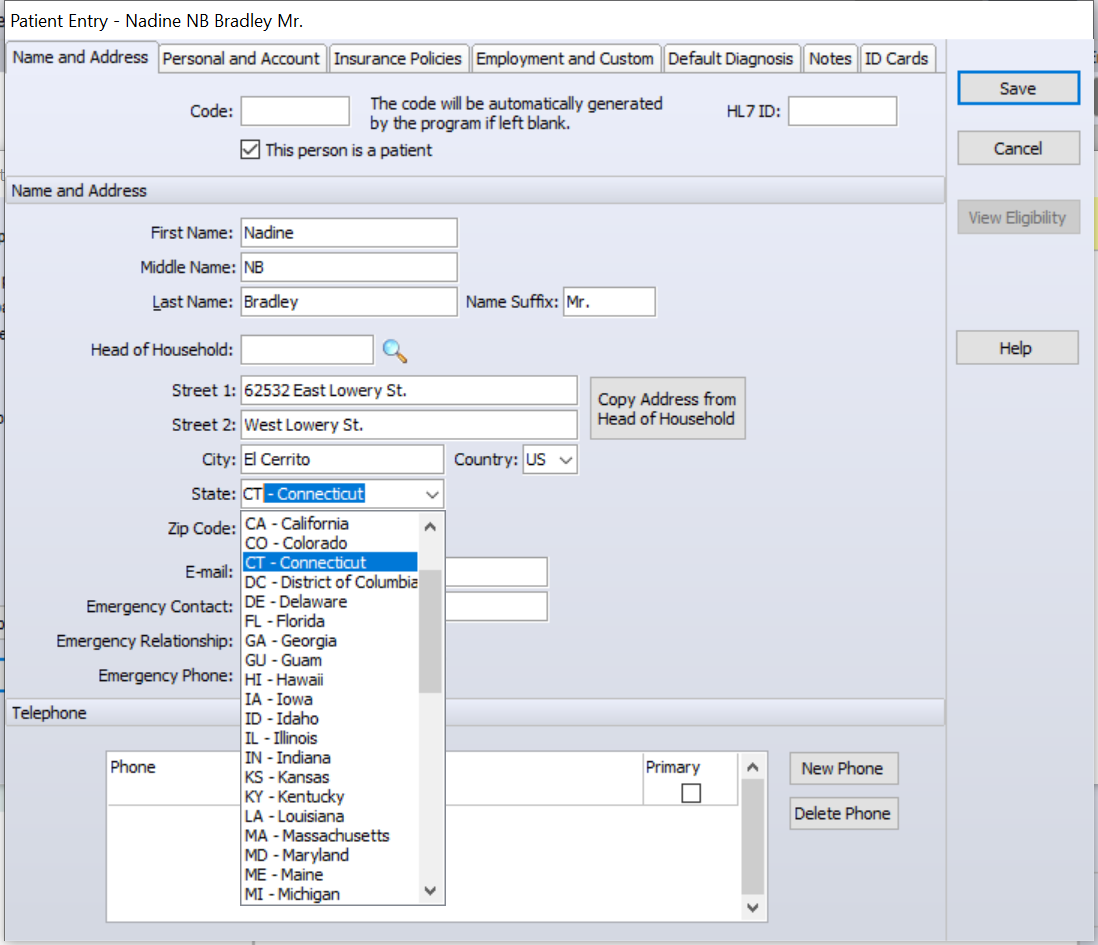 Patient Entry - Nadine NB Bradley Mr.
Name and Address Personal and Account Insurance Policies Employment and Custom Default Diagnosis Notes ID Cards
Save
Code: The code will be automatically generated HL7 ID:
by the program if left blank.
This person is a patient
Cancel
Name and Address
View Eligibility
First Name: Nadine
Middle Name: NB
Last Name: Bradley Name Suffix: Mr.
Head of Household:
Help
Street 1: 62532 East Lowery St.
Copy Address from
Head of Household
Street 2: West Lowery St.
City: El Cerrito Country: US
State: CT - Connecticut
Zip Code:
E-mail:
Emergency Contact:
Emergency Relationship:
Emergency Phone:
CA - California
CO - Colorado
CT - Connecticut
DC - District of Columbia
DE - Delaware
FL - Florida
GA - Georgia
GU - Guam
HI - Hawaii
IA - Iowa
ID - Idaho
IL - Illinois
IN - Indiana
KS - Kansas
KY - Kentucky
LA - Louisiana
MA - Massachusetts
MD - Maryland
ME - Maine
MI - Michigan
Telephone
Phone Primary
New Phone
Delete Phone